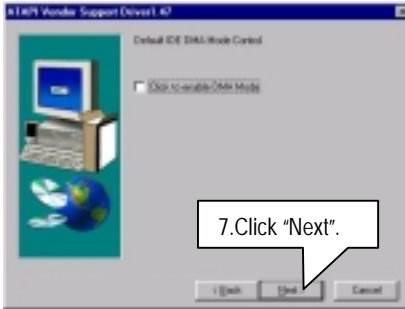 ATAPI Vendor Support Driver1.47
Default IDE DMA Mode Control
Click to enable DMA Mode
7.Click “Next”.
< Back
Next >
Cancel